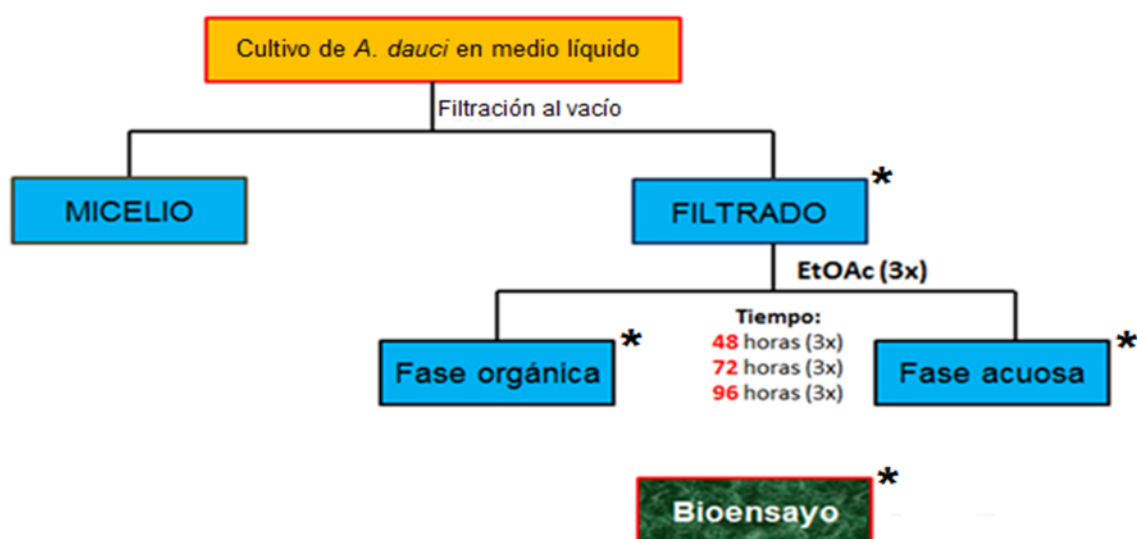 Cultivo de A. dauci en medio líquido
Filtración al vacío
MICELIO
FILTRADO *
EtOAc (3x)
Tiempo:
48 horas (3x)
72 horas (3x)
96 horas (3x)
Fase orgánica *
Fase acuosa *
Bioensayo *